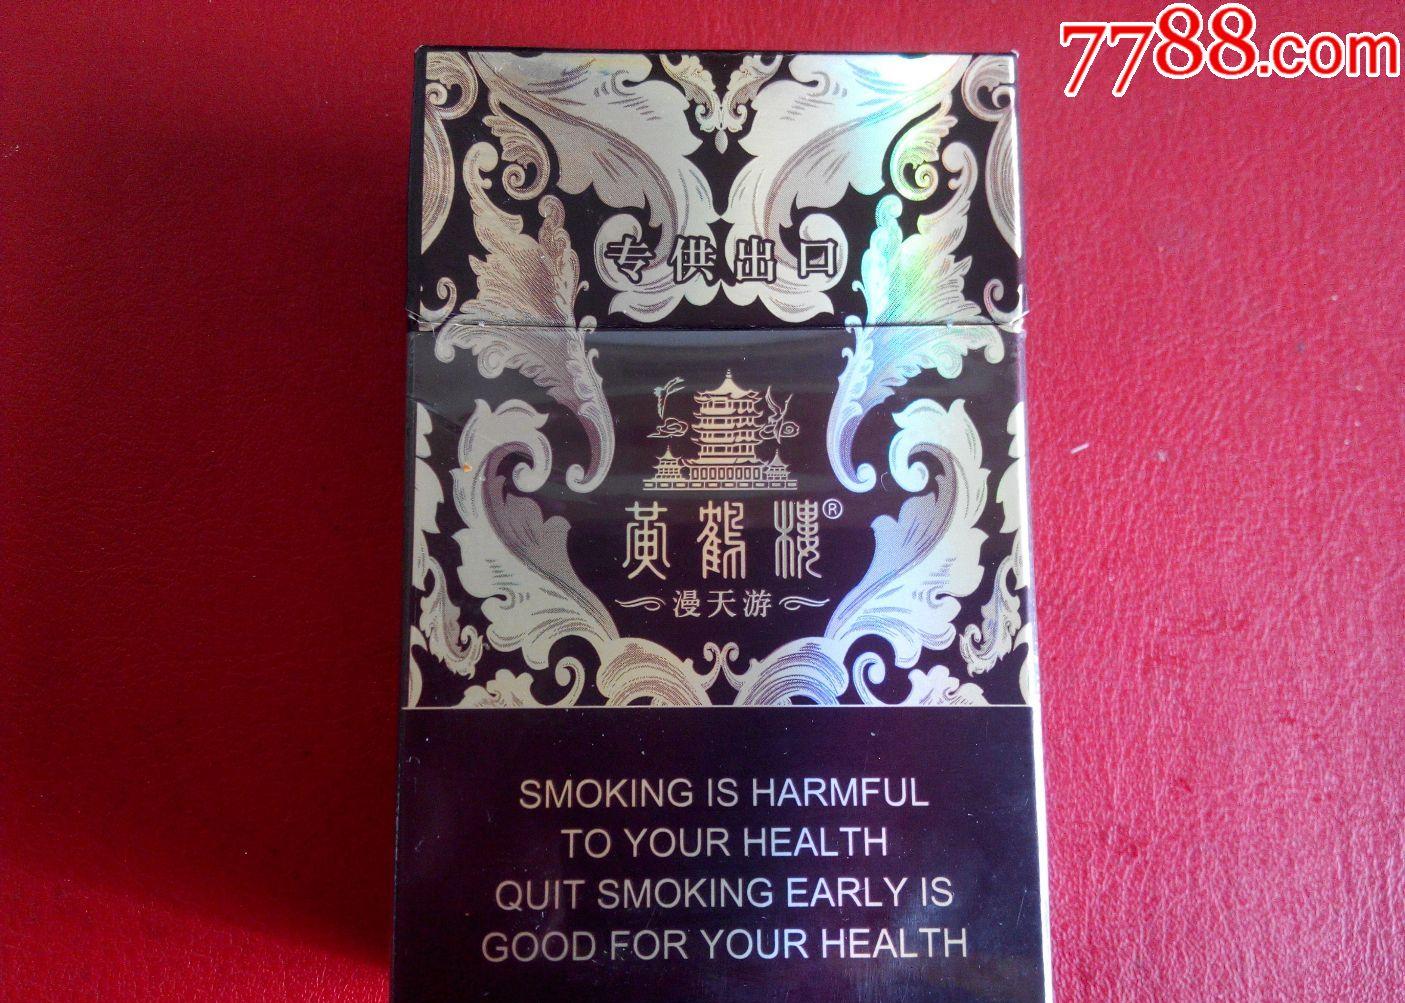 7788.com
专供出口
黄鹤楼®
漫天游
SMOKING IS HARMFUL
TO YOUR HEALTH
QUIT SMOKING EARLY IS
GOOD FOR YOUR HEALTH